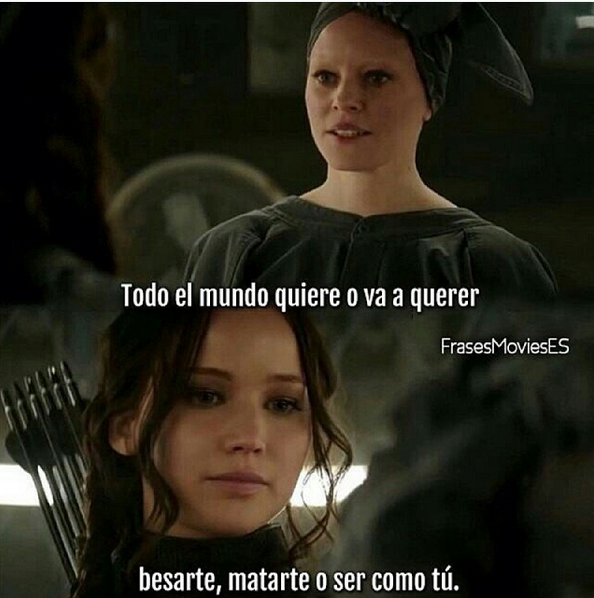 Todo el mundo quiere o va a querer
FrasesMoviesES
besarte, matarte o ser como tú.